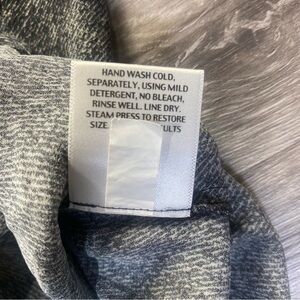 HAND WASH COLD,
SEPARATELY, USING MILD
DETERGENT, NO BLEACH,
RINSE WELL. LINE DRY.
STEAM PRESS TO RESTORE
SIZE.